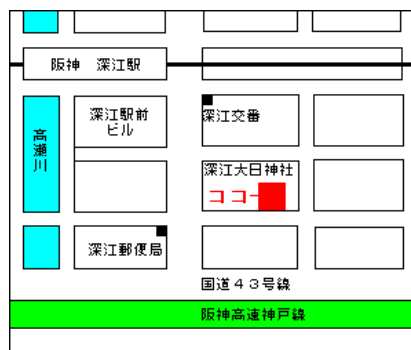 阪神 深江駅
深江駅前
ビル
深江交番
高瀬川
深江大日神社
ココー
深江郵便局
国道43号線
阪神高速神戸線